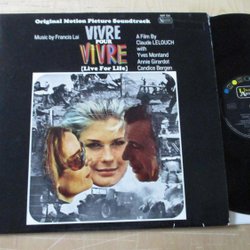 Original Motion Picture Soundtrack
Music by Francis Lai
VIVRE
POUR
VIVRE
[Live For Life]
A Film By
Claude LELOUCH
with
Yves Montand
Annie Girardot
Candice Bergen